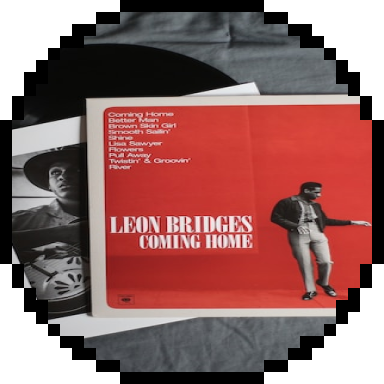 Coming Home
Better Man
Brown Skin Girl
Smooth Sailin'
Shine
Lisa Sawyer
Flowers
Pull Away
Twistin' & Groovin'
River
LEON BRIDGES
COMING HOME